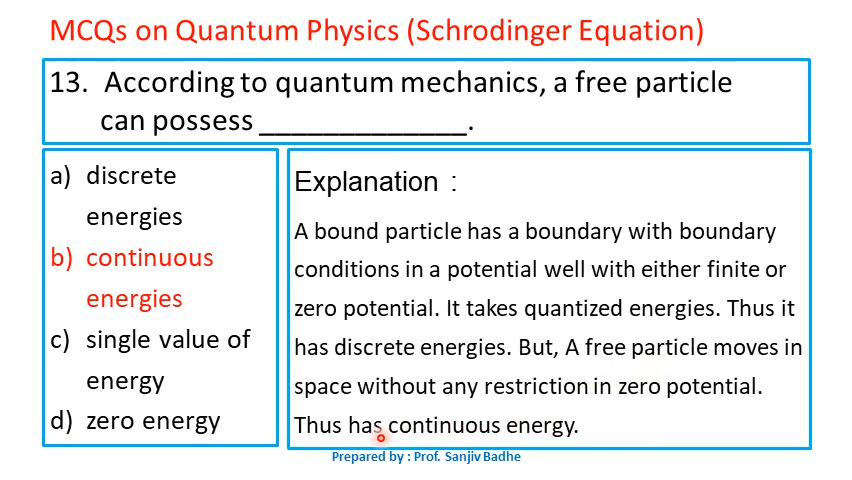 MCQs on Quantum Physics (Schrodinger Equation)
13. According to quantum mechanics, a free particle
can possess _____________.
a) discrete
energies
b) continuous
energies
c) single value of
energy
d) zero energy
Explanation :
A bound particle has a boundary with boundary
conditions in a potential well with either finite or
zero potential. It takes quantized energies. Thus it
has discrete energies. But, A free particle moves in
space without any restriction in zero potential.
Thus has continuous energy.
Prepared by : Prof. Sanjiv Badhe